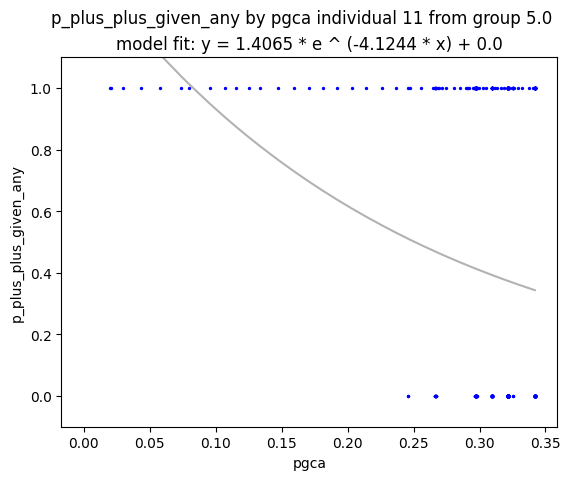 p_plus_plus_given_any by pgca individual 11 from group 5.0
model fit: y = 1.4065 * e ^ (-4.1244 * x) + 0.0
1.0
0.8
0.6
0.4
0.2
0.0
p_plus_plus_given_any
0.00 0.05 0.10 0.15 0.20 0.25 0.30 0.35
pgca